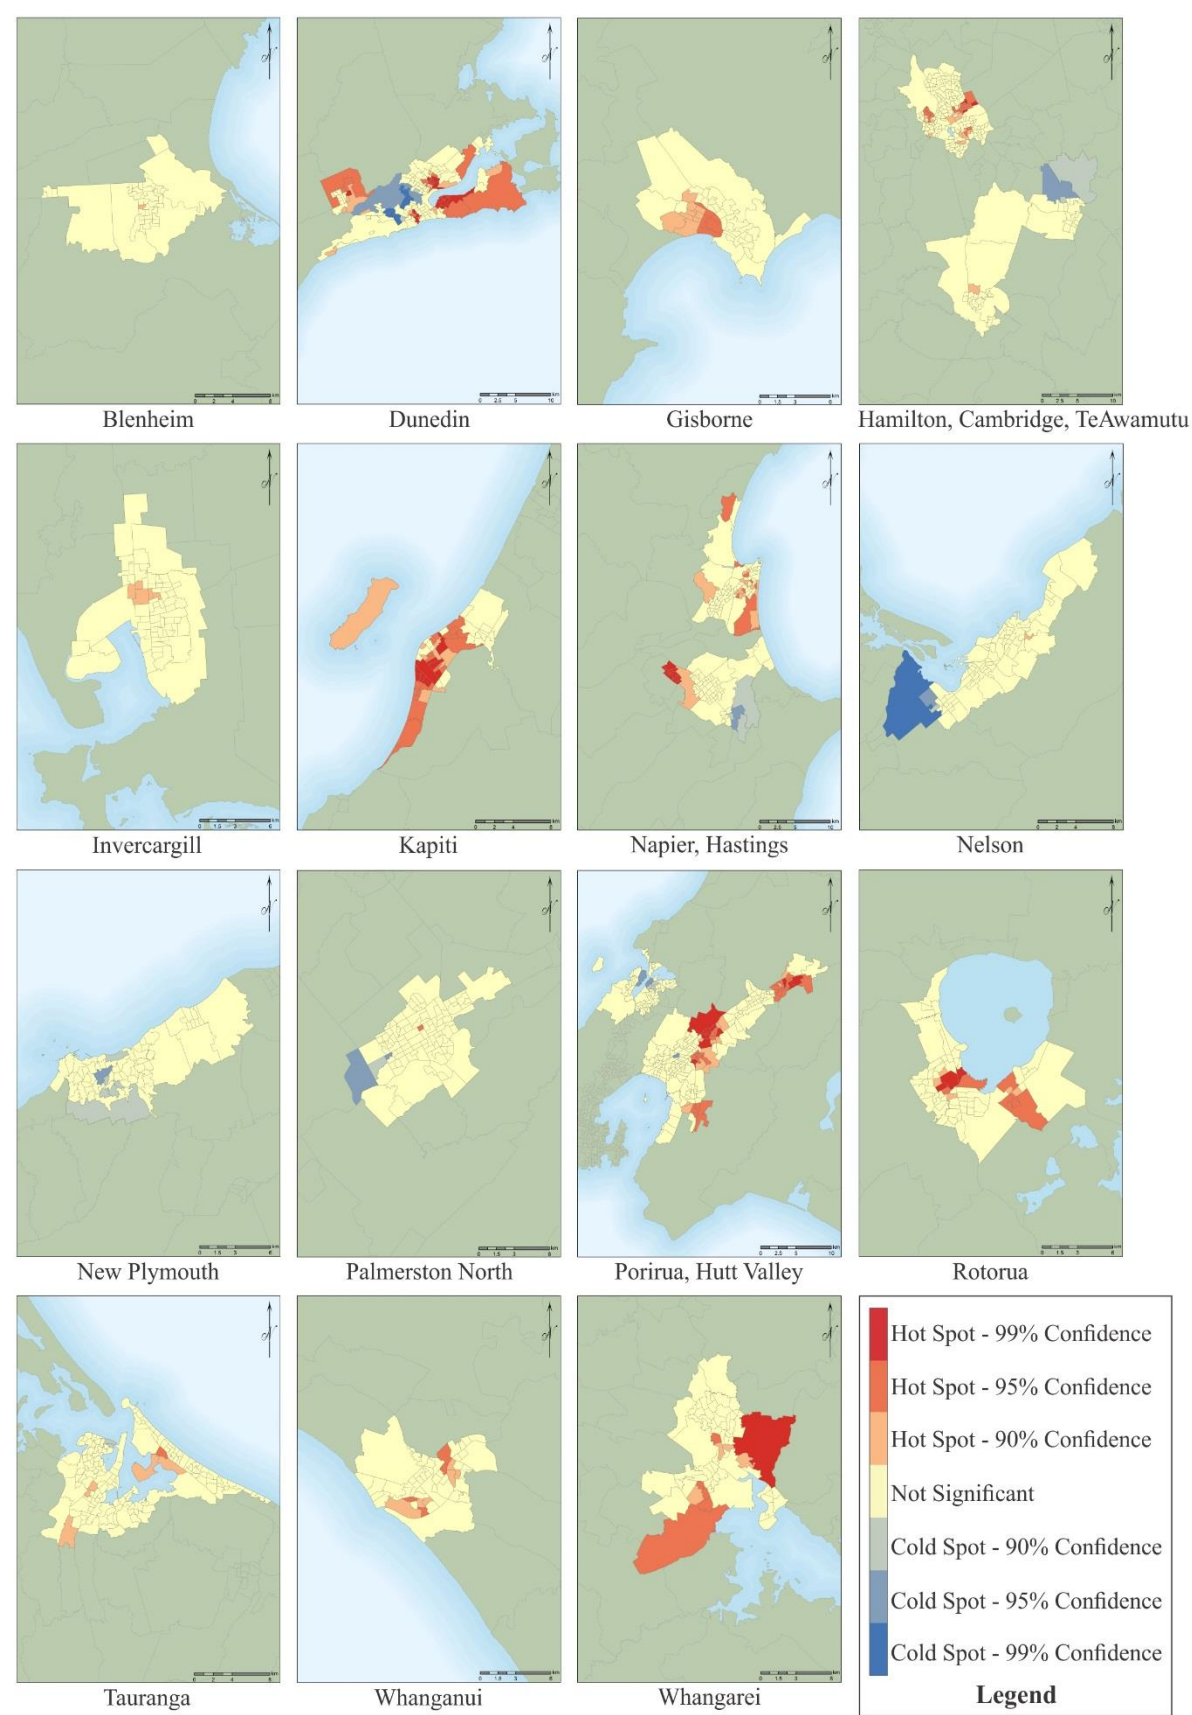 Blenheim
Dunedin
Gisborne
Hamilton, Cambridge, TeAwamutu
Invercargill
Kapiti
Napier, Hastings
Nelson
New Plymouth
Palmerston North
Porirua, Hutt Valley
Rotorua
Tauranga
Whanganui
Whangarei
Hot Spot - 99% Confidence
Hot Spot - 95% Confidence
Hot Spot - 90% Confidence
Not Significant
Cold Spot - 90% Confidence
Cold Spot - 95% Confidence
Cold Spot - 99% Confidence
Legend